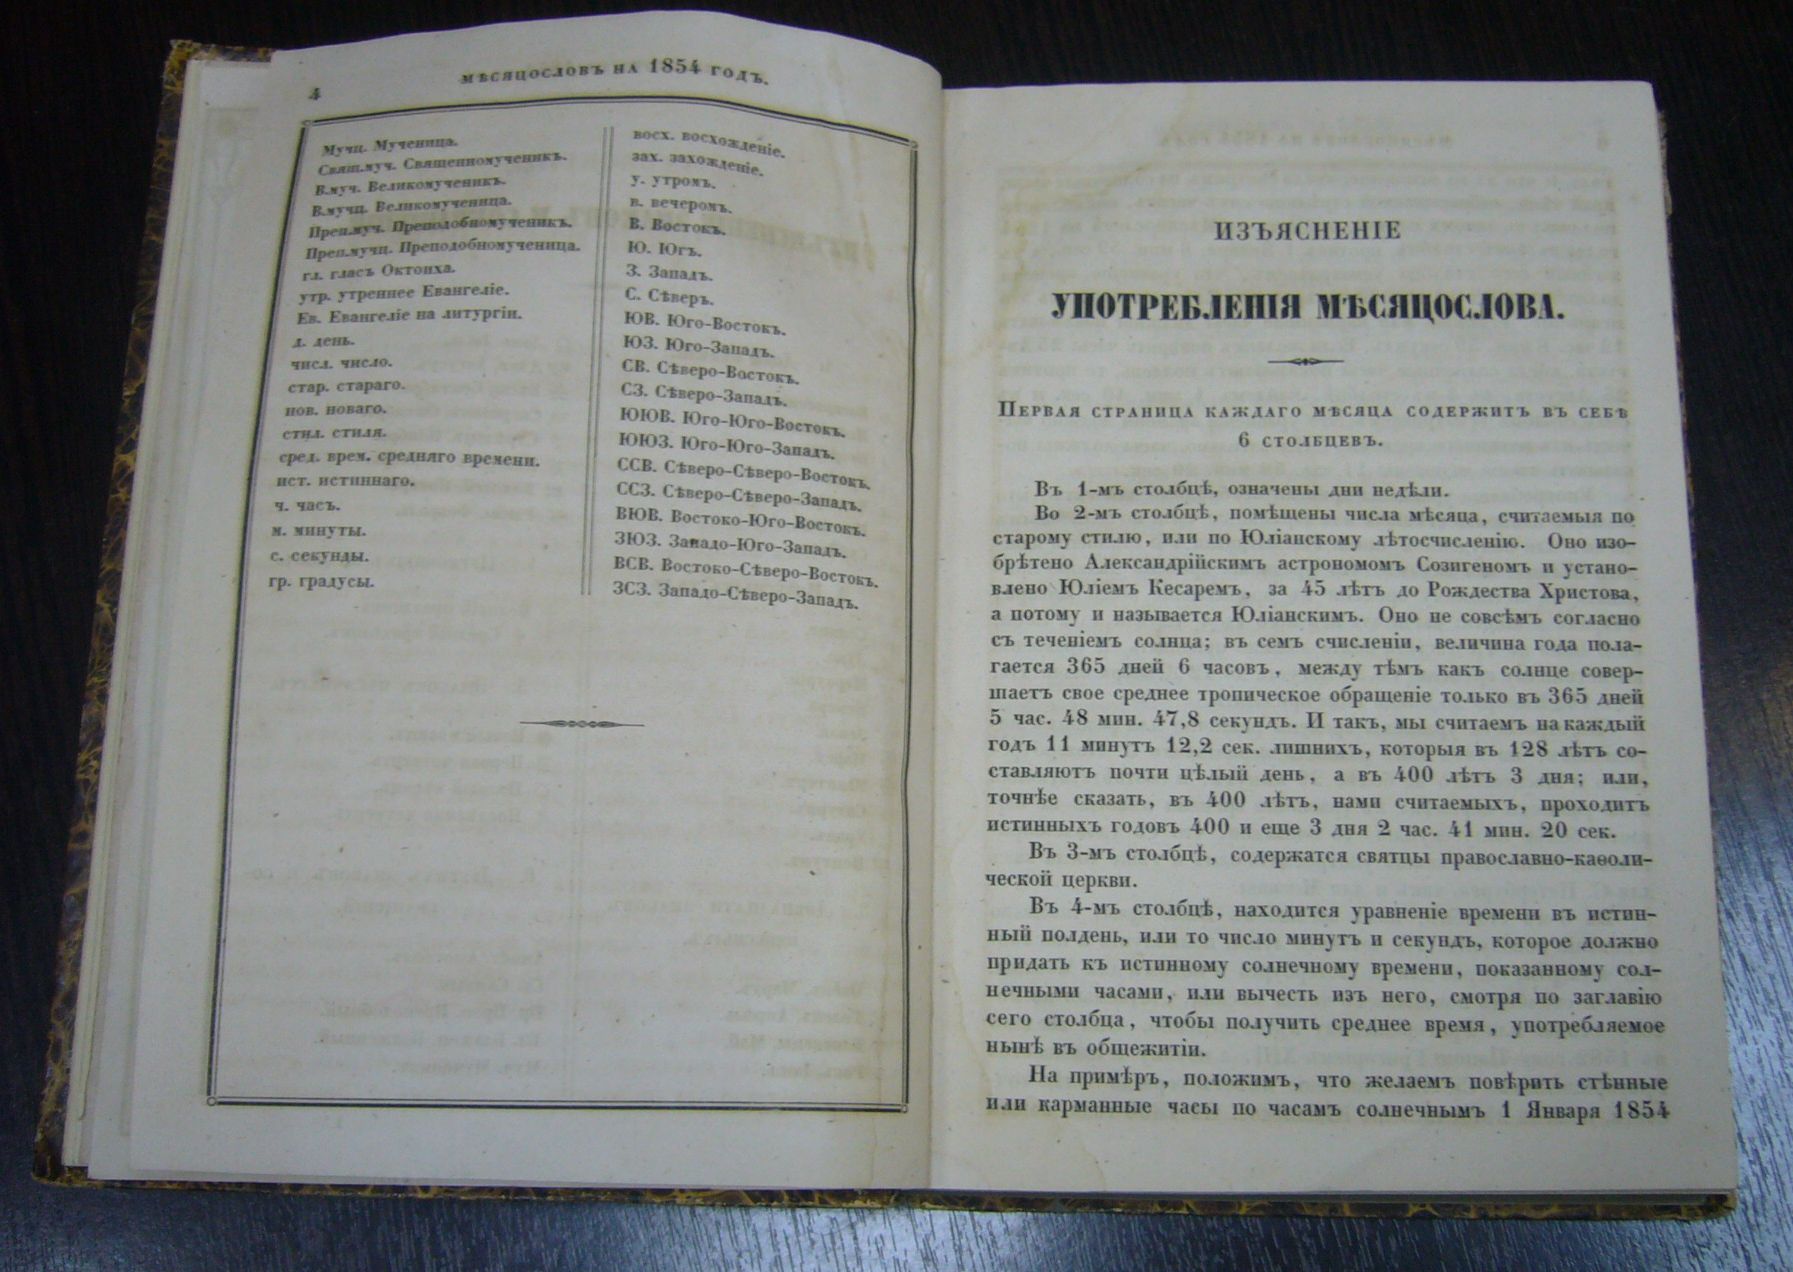 4
МѢСЯЦОСЛОВЪ НА 1854 ГОДЪ.
Мучц. Мученица.
Свящ.муч. Священномученикъ.
В.муч. Великомученикъ.
В.мучц. Великомученица.
Преп.муч. Преподобномученикъ.
Преп.мучц. Преподобномученица.
гл. гласъ Октоиха.
утр. утреннее Евангеліе.
Ев. Евангеліе на литургіи.
д. день.
числ. число.
стар. стараго.
нов. новаго.
стил. стиля.
сред. врем. средняго времени.
ист. истиннаго.
ч. часъ.
м. минуты.
с. секунды.
гр. градусы.
восх. восхожденіе.
зах. захожденіе.
у. утромъ.
в. вечеромъ.
В. Востокъ.
Ю. Югъ.
З. Западъ.
С. Сѣверъ.
ЮВ. Юго-Востокъ.
ЮЗ. Юго-Западъ.
СВ. Сѣверо-Востокъ.
СЗ. Сѣверо-Западъ.
ЮЮВ. Юго-Юго-Востокъ.
ЮЮЗ. Юго-Юго-Западъ.
ССВ. Сѣверо-Сѣверо-Востокъ.
ССЗ. Сѣверо-Сѣверо-Западъ.
ВЮВ. Востоко-Юго-Востокъ.
ЗЮЗ. Западо-Юго-Западъ.
ВСВ. Востоко-Сѣверо-Востокъ.
ЗСЗ. Западо-Сѣверо-Западъ.
ИЗЪЯСНЕНІЕ
УПОТРЕБЛЕНІЯ МѢСЯЦОСЛОВА.
ПЕРВАЯ СТРАНИЦА КАЖДАГО МѢСЯЦА СОДЕРЖИТЪ ВЪ СЕБѢ
6 СТОЛБЦЕВЪ.
Въ 1-мъ столбцѣ, означены дни недѣли.
Во 2-мъ столбцѣ, помѣщены числа мѣсяца, считаемыя по
старому стилю, или по Юліанскому лѣтосчисленію. Оно изо-
брѣтено Александрійскимъ астрономомъ Созигеномъ и устано-
влено Юліемъ Кесаремъ, за 45 лѣтъ до Рождества Христова,
а потому и называется Юліанскимъ. Оно не совсѣмъ согласно
съ теченіемъ солнца; въ семъ счисленіи, величина года пола-
гается 365 дней 6 часовъ, между тѣмъ какъ солнце совер-
шаетъ свое среднее тропическое обращеніе только въ 365 дней
5 час. 48 мин. 47,8 секундъ. И такъ, мы считаемъ на каждый
годъ 11 минутъ 12,2 сек. лишнихъ, которыя въ 128 лѣтъ со-
ставляютъ почти цѣлый день, а въ 400 лѣтъ 3 дня; или,
точнѣе сказать, въ 400 лѣтъ, нами считаемыхъ, проходитъ
истинныхъ годовъ 400 и еще 3 дня 2 час. 41 мин. 20 сек.
Въ 3-мъ столбцѣ, содержатся святцы православно-каѳоли-
ческой церкви.
Въ 4-мъ столбцѣ, находится уравненіе времени въ истин-
ный полдень, или то число минутъ и секундъ, которое должно
придать къ истинному солнечному времени, показанному сол-
нечными часами, или вычесть изъ него, смотря по заглавію
сего столбца, чтобы получить среднее время, употребляемое
нынѣ въ общежитіи.
На примѣръ, положимъ, что желаемъ повѣрить стѣнные
или карманные часы по часамъ солнечнымъ 1 Января 1854